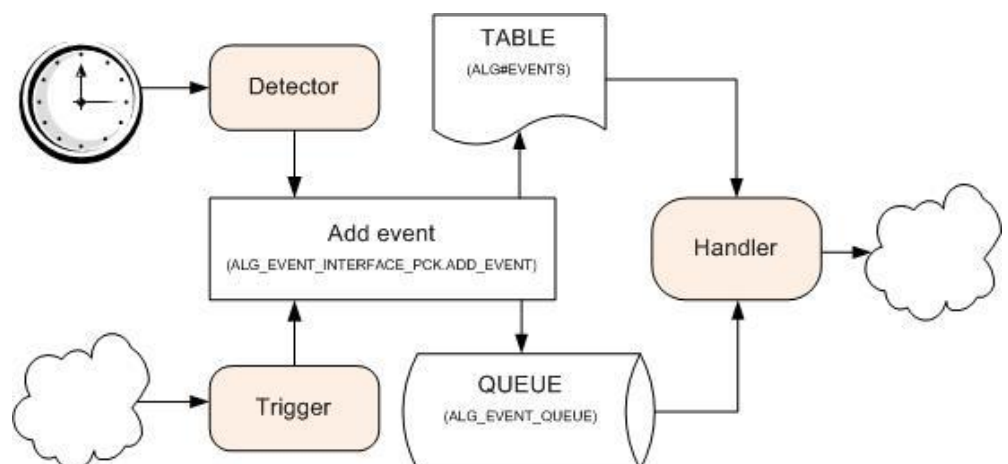 TABLE
(ALG#EVENTS)
Detector
Add event
(ALG_EVENT_INTERFACE_PCK.ADD_EVENT)
Handler
Trigger
QUEUE
(ALG_EVENT_QUEUE)